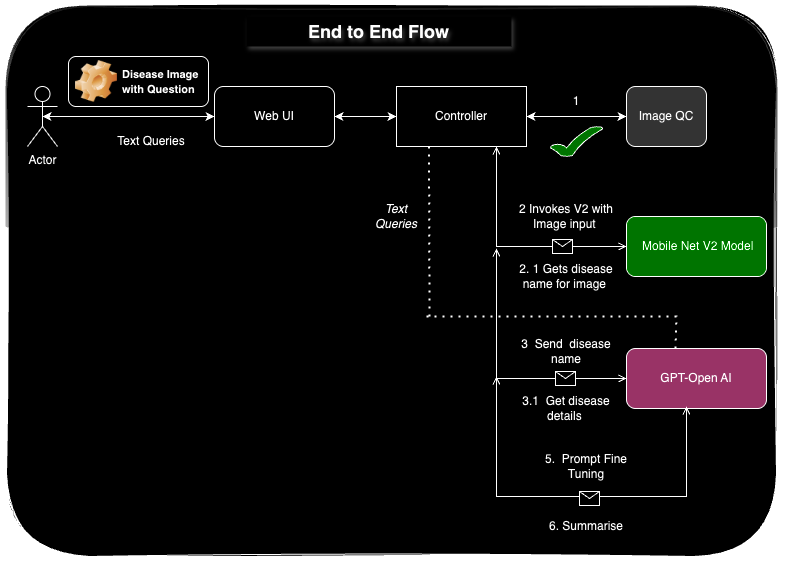 End to End Flow
Disease Image
with Question
Actor
Text Queries
Web UI
Controller
1
Image QC
Text
Queries
2 Invokes V2 with
Image input
Mobile Net V2 Model
2. 1 Gets disease
name for image
3  Send  disease
name
GPT-Open AI
3.1  Get disease
details
5.  Prompt Fine
Tuning
6. Summarise